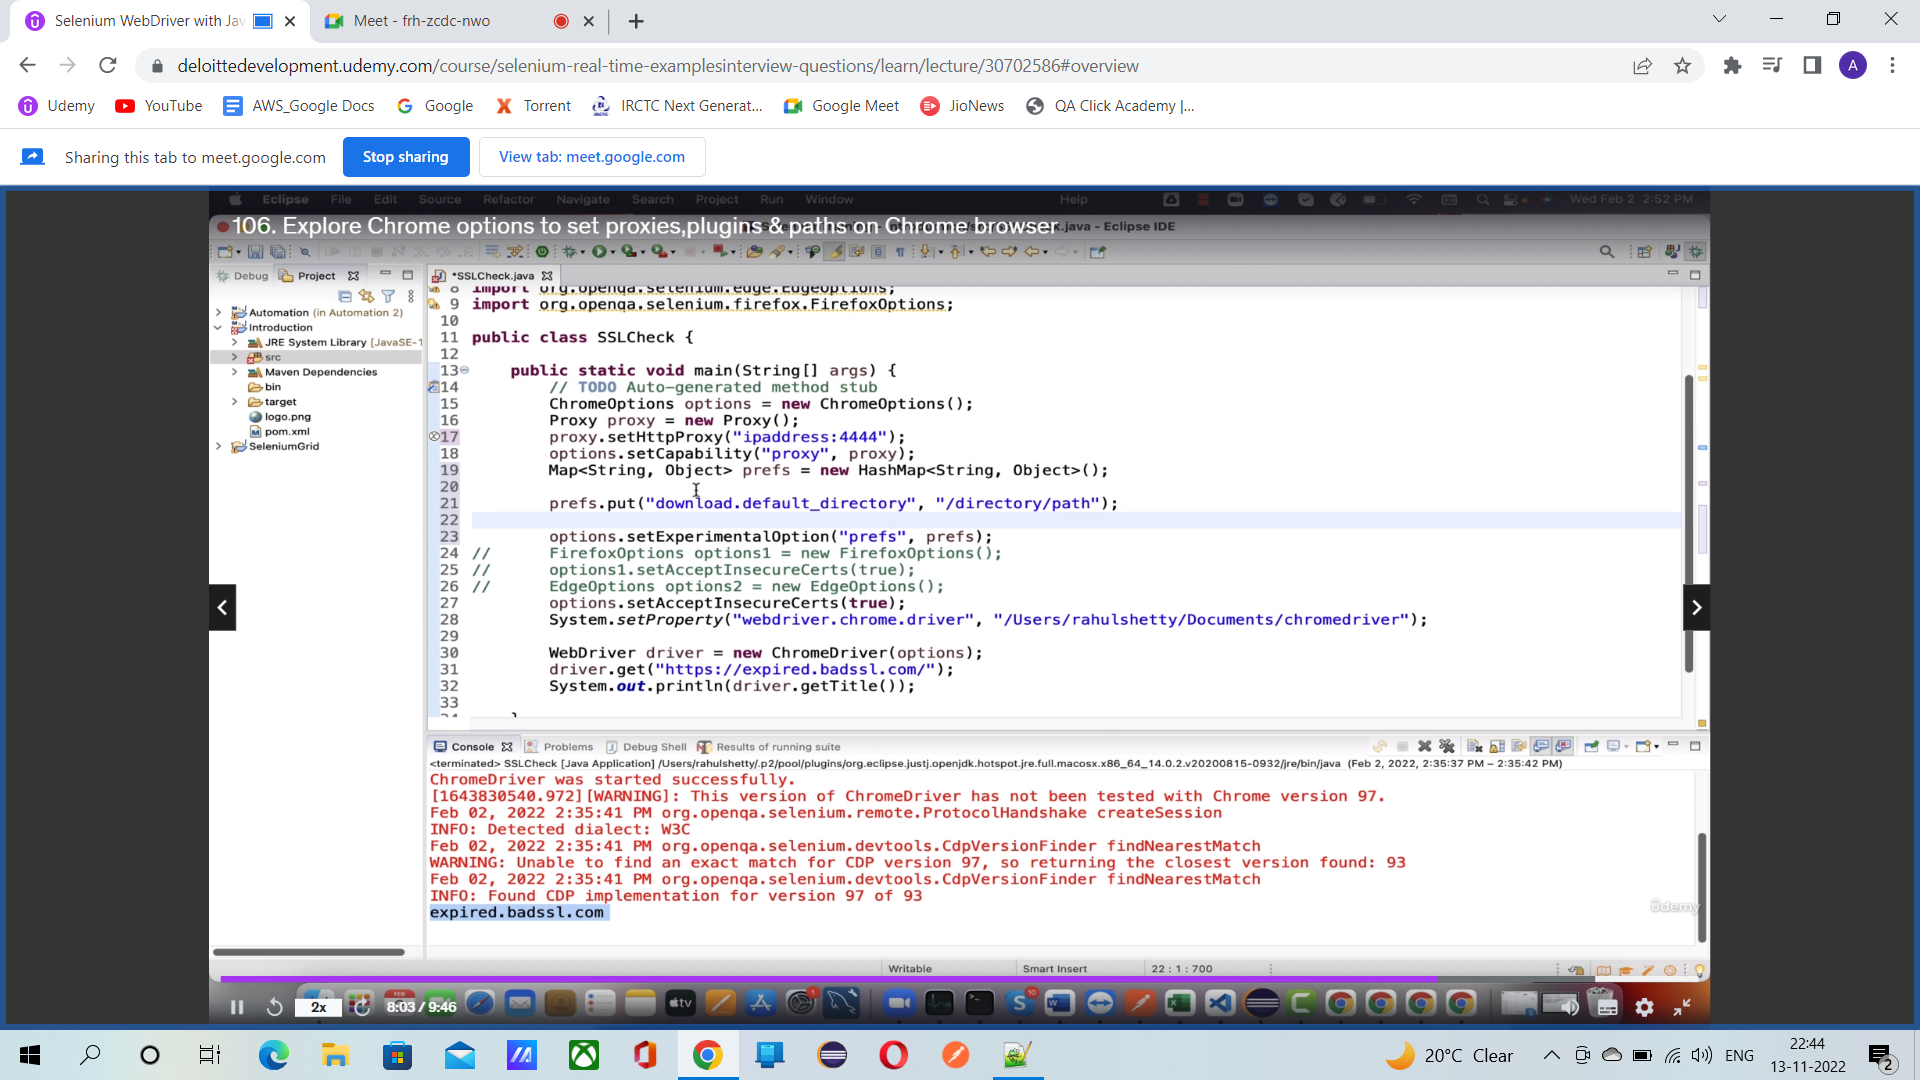 Selenium WebDriver with Jav
Meet - frh-zcdc-nwo
deloittedevelopment.udemy.com/course/selenium-real-time-examplesinterview-questions/learn/lecture/30702586#overview
A
Udemy
YouTube
AWS_Google Docs
Google
Torrent
IRCTC Next Generat...
Google Meet
JioNews
QA Click Academy |...
Sharing this tab to meet.google.com
Stop sharing
View tab: meet.google.com
Eclipse File Edit Source Refactor Navigate Search Project Run Window Help
Wed Feb 2 2:52 PM
106. Explore Chrome options to set proxies,plugins & paths on Chrome browser
k.java - Eclipse IDE
Debug
Project
*SSLCheck.java
Automation (in Automation 2)
Introduction
JRE System Library [JavaSE-1
src
Maven Dependencies
bin
target
logo.png
pom.xml
SeleniumGrid
8 import org.openqa.selenium.edge.EdgeOptions;
9 import org.openqa.selenium.firefox.FirefoxOptions;
10
11 public class SSLCheck {
12
13 public static void main(String[] args) {
14 // TODO Auto-generated method stub
15 ChromeOptions options = new ChromeOptions();
16 Proxy proxy = new Proxy();
17 proxy.setHttpProxy("ipaddress:4444");
18 options.setCapability("proxy", proxy);
19 Map<String, Object> prefs = new HashMap<String, Object>();
20
21 prefs.put("download.default_directory", "/directory/path");
22
23 options.setExperimentalOption("prefs", prefs);
24 // FirefoxOptions options1 = new FirefoxOptions();
25 // options1.setAcceptInsecureCerts(true);
26 // EdgeOptions options2 = new EdgeOptions();
27 options.setAcceptInsecureCerts(true);
28 System.setProperty("webdriver.chrome.driver", "/Users/rahulshetty/Documents/chromedriver");
29
30 WebDriver driver = new ChromeDriver(options);
31 driver.get("https://expired.badssl.com/");
32 System.out.println(driver.getTitle());
33
34 }
Console
Problems
Debug Shell
Results of running suite
<terminated> SSLCheck [Java Application] /Users/rahulshetty/.p2/pool/plugins/org.eclipse.justj.openjdk.hotspot.jre.full.macosx.x86_64_14.0.2.v20200815-0932/jre/bin/java (Feb 2, 2022, 2:35:37 PM – 2:35:42 PM)
ChromeDriver was started successfully.
[1643830540.972][WARNING]: This version of ChromeDriver has not been tested with Chrome version 97.
Feb 02, 2022 2:35:41 PM org.openqa.selenium.remote.ProtocolHandshake createSession
INFO: Detected dialect: W3C
Feb 02, 2022 2:35:41 PM org.openqa.selenium.devtools.CdpVersionFinder findNearestMatch
WARNING: Unable to find an exact match for CDP version 97, so returning the closest version found: 93
Feb 02, 2022 2:35:41 PM org.openqa.selenium.devtools.CdpVersionFinder findNearestMatch
INFO: Found CDP implementation for version 97 of 93
expired.badssl.com
ûdemy
Writable
Smart Insert
22 : 1 : 700
2x
8:03 / 9:46
tv
20°C Clear
ENG
22:44
13-11-2022
2